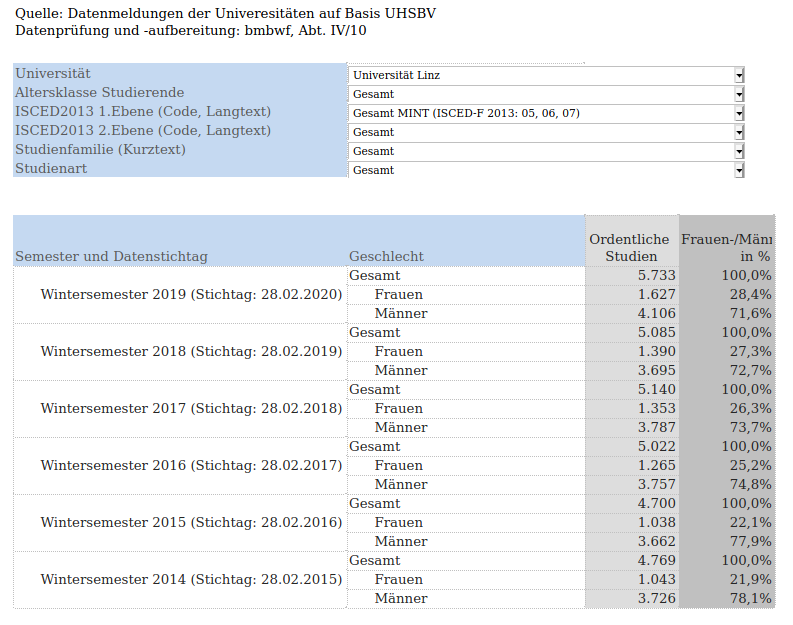 Quelle: Datenmeldungen der Univeresitäten auf Basis UHSBV
Datenprüfung und -aufbereitung: bmbwf, Abt. IV/10
Universität Universität Linz
Altersklasse Studierende Gesamt
ISCED2013 1.Ebene (Code, Langtext) Gesamt MINT (ISCED-F 2013: 05, 06, 07)
ISCED2013 2.Ebene (Code, Langtext) Gesamt
Studienfamilie (Kurztext) Gesamt
Studienart Gesamt
Ordentliche Frauen-/Männ
Semester und Datenstichtag Geschlecht Studien in %
Gesamt 5.733 100,0%
Wintersemester 2019 (Stichtag: 28.02.2020) Frauen 1.627 28,4%
Männer 4.106 71,6%
Gesamt 5.085 100,0%
Wintersemester 2018 (Stichtag: 28.02.2019) Frauen 1.390 27,3%
Männer 3.695 72,7%
Gesamt 5.140 100,0%
Wintersemester 2017 (Stichtag: 28.02.2018) Frauen 1.353 26,3%
Männer 3.787 73,7%
Gesamt 5.022 100,0%
Wintersemester 2016 (Stichtag: 28.02.2017) Frauen 1.265 25,2%
Männer 3.757 74,8%
Gesamt 4.700 100,0%
Wintersemester 2015 (Stichtag: 28.02.2016) Frauen 1.038 22,1%
Männer 3.662 77,9%
Gesamt 4.769 100,0%
Wintersemester 2014 (Stichtag: 28.02.2015) Frauen 1.043 21,9%
Männer 3.726 78,1%